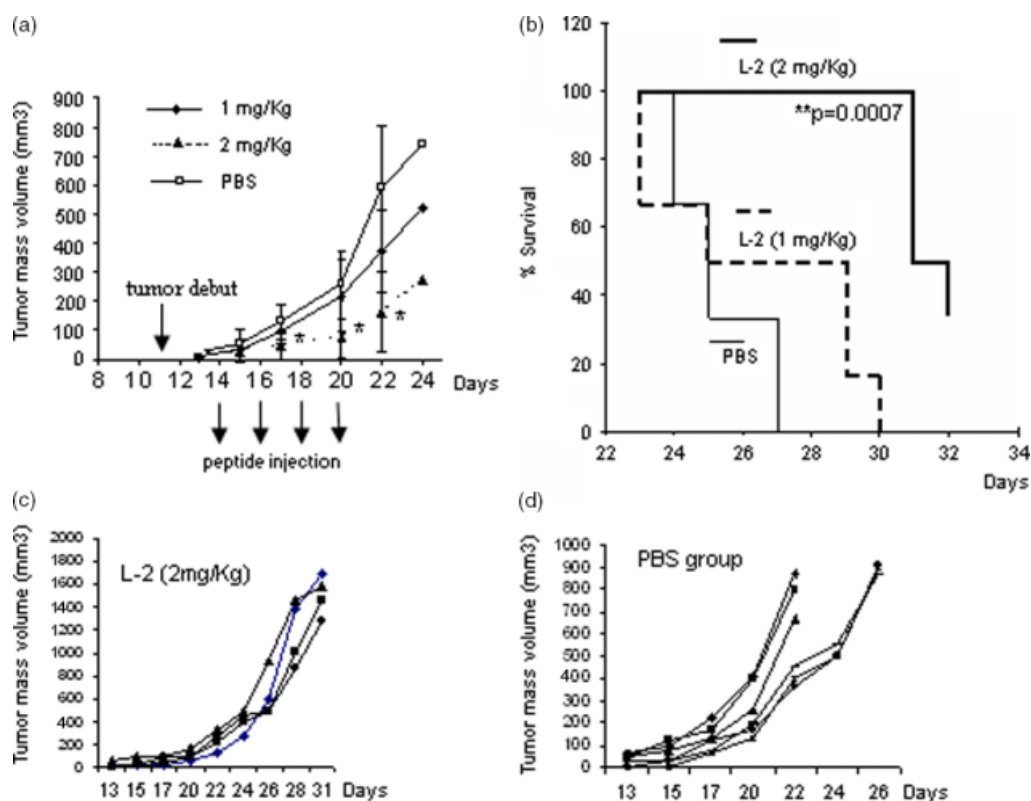 (a)
Tumor mass volume (mm3)
900
800
700
600
500
400
300
200
100
0
1 mg/Kg
2 mg/Kg
PBS
tumor debut
*
*
*
8 10 12 14 16 18 20 22 24 Days
peptide injection
(b)
% Survival
120
100
80
60
40
20
0
L-2 (2 mg/Kg)
**p=0.0007
L-2 (1 mg/Kg)
PBS
22 24 26 28 30 32 34
Days
(c)
Tumor mass volume (mm3)
2000
1800
1600
1400
1200
1000
800
600
400
200
0
L-2 (2mg/Kg)
13 15 17 20 22 24 26 28 31 Days
(d)
Tumor mass volume (mm3)
1000
900
800
700
600
500
400
300
200
100
0
PBS group
13 15 17 20 22 24 26 Days